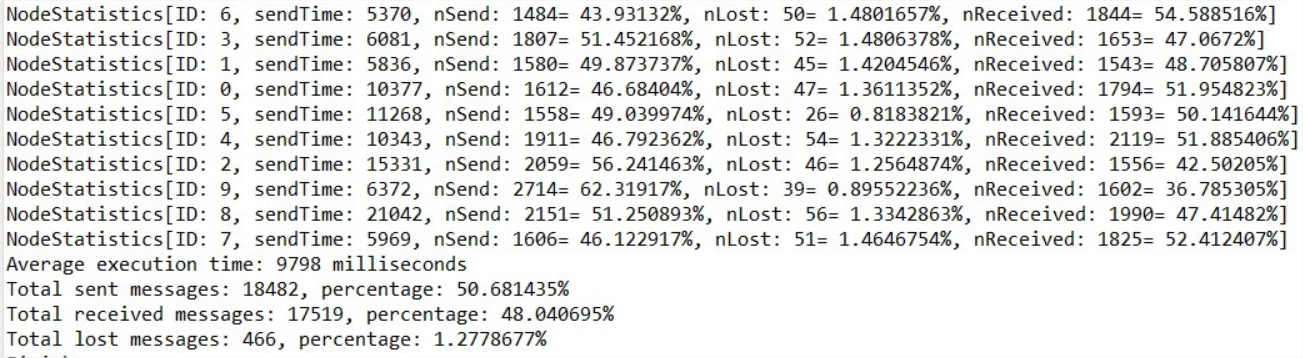 NodeStatistics[ID: 6, sendTime: 5370, nSend: 1484= 43.93132%, nLost: 50= 1.4801657%, nReceived: 1844= 54.588516%]
NodeStatistics[ID: 3, sendTime: 6081, nSend: 1807= 51.452168%, nLost: 52= 1.4806378%, nReceived: 1653= 47.0672%]
NodeStatistics[ID: 1, sendTime: 5836, nSend: 1580= 49.873737%, nLost: 45= 1.4204546%, nReceived: 1543= 48.705807%]
NodeStatistics[ID: 0, sendTime: 10377, nSend: 1612= 46.68404%, nLost: 47= 1.3611352%, nReceived: 1794= 51.954823%]
NodeStatistics[ID: 5, sendTime: 11268, nSend: 1558= 49.039974%, nLost: 26= 0.8183821%, nReceived: 1593= 50.141644%]
NodeStatistics[ID: 4, sendTime: 10343, nSend: 1911= 46.792362%, nLost: 54= 1.3222331%, nReceived: 2119= 51.885406%]
NodeStatistics[ID: 2, sendTime: 15331, nSend: 2059= 56.241463%, nLost: 46= 1.2564874%, nReceived: 1556= 42.50205%]
NodeStatistics[ID: 9, sendTime: 6372, nSend: 2714= 62.31917%, nLost: 39= 0.89552236%, nReceived: 1602= 36.785305%]
NodeStatistics[ID: 8, sendTime: 21042, nSend: 2151= 51.250893%, nLost: 56= 1.3342863%, nReceived: 1990= 47.41482%]
NodeStatistics[ID: 7, sendTime: 5969, nSend: 1606= 46.122917%, nLost: 51= 1.4646754%, nReceived: 1825= 52.412407%]
Average execution time: 9798 milliseconds
Total sent messages: 18482, percentage: 50.681435%
Total received messages: 17519, percentage: 48.040695%
Total lost messages: 466, percentage: 1.2778677%